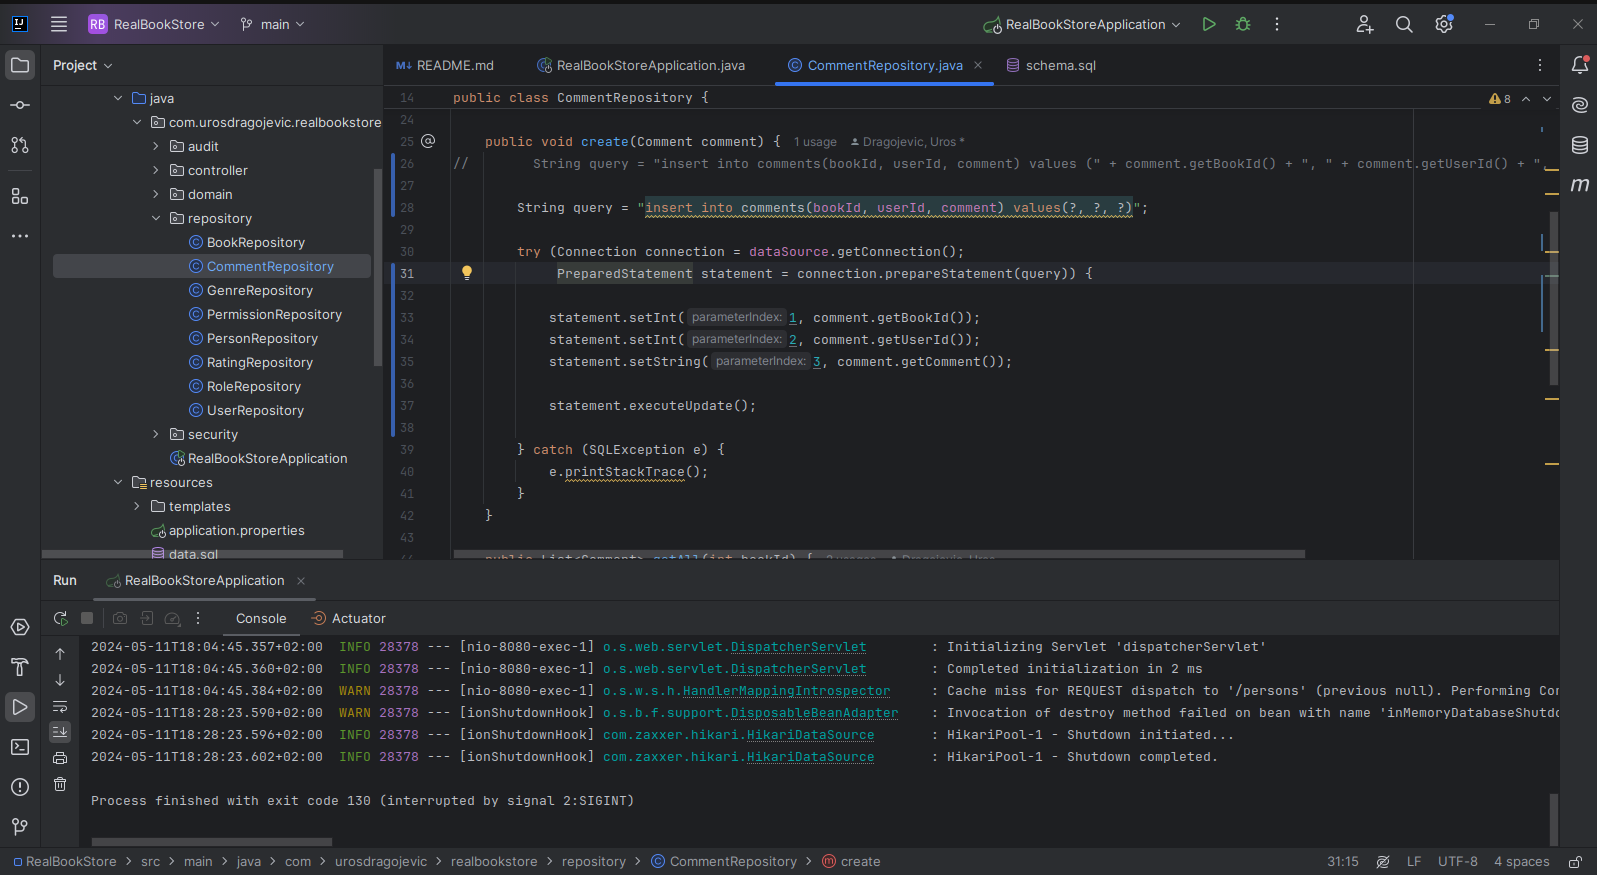 RB RealBookStore main RealBookStoreApplication
Project
README.md RealBookStoreApplication.java CommentRepository.java schema.sql
java
com.urosdragojevic.realbookstore
audit
controller
domain
repository
BookRepository
CommentRepository
GenreRepository
PermissionRepository
PersonRepository
RatingRepository
RoleRepository
UserRepository
security
RealBookStoreApplication
resources
templates
application.properties
data.sql
14 public class CommentRepository { 8
24
25 public void create(Comment comment) { 1 usage Dragojevic, Uros *
26 // String query = "insert into comments(bookId, userId, comment) values (" + comment.getBookId() + ", " + comment.getUserId() + ",
27
28 String query = "insert into comments(bookId, userId, comment) values(?, ?, ?)";
29
30 try (Connection connection = dataSource.getConnection();
31 PreparedStatement statement = connection.prepareStatement(query)) {
32
33 statement.setInt( parameterIndex: 1, comment.getBookId());
34 statement.setInt( parameterIndex: 2, comment.getUserId());
35 statement.setString( parameterIndex: 3, comment.getComment());
36
37 statement.executeUpdate();
38
39 } catch (SQLException e) {
40 e.printStackTrace();
41 }
42 }
43
44 public List<Comment> getAll(int bookId) { 2 usages Dragojevic, Uros
Run RealBookStoreApplication
Console Actuator
2024-05-11T18:04:45.357+02:00 INFO 28378 --- [nio-8080-exec-1] o.s.web.servlet.DispatcherServlet : Initializing Servlet 'dispatcherServlet'
2024-05-11T18:04:45.360+02:00 INFO 28378 --- [nio-8080-exec-1] o.s.web.servlet.DispatcherServlet : Completed initialization in 2 ms
2024-05-11T18:04:45.384+02:00 WARN 28378 --- [nio-8080-exec-1] o.s.w.s.h.HandlerMappingIntrospector : Cache miss for REQUEST dispatch to '/persons' (previous null). Performing Cor
2024-05-11T18:28:23.590+02:00 WARN 28378 --- [ionShutdownHook] o.s.b.f.support.DisposableBeanAdapter : Invocation of destroy method failed on bean with name 'inMemoryDatabaseShutdo
2024-05-11T18:28:23.596+02:00 INFO 28378 --- [ionShutdownHook] com.zaxxer.hikari.HikariDataSource : HikariPool-1 - Shutdown initiated...
2024-05-11T18:28:23.602+02:00 INFO 28378 --- [ionShutdownHook] com.zaxxer.hikari.HikariDataSource : HikariPool-1 - Shutdown completed.
Process finished with exit code 130 (interrupted by signal 2:SIGINT)
RealBookStore > src > main > java > com > urosdragojevic > realbookstore > repository > CommentRepository > create 31:15 LF UTF-8 4 spaces